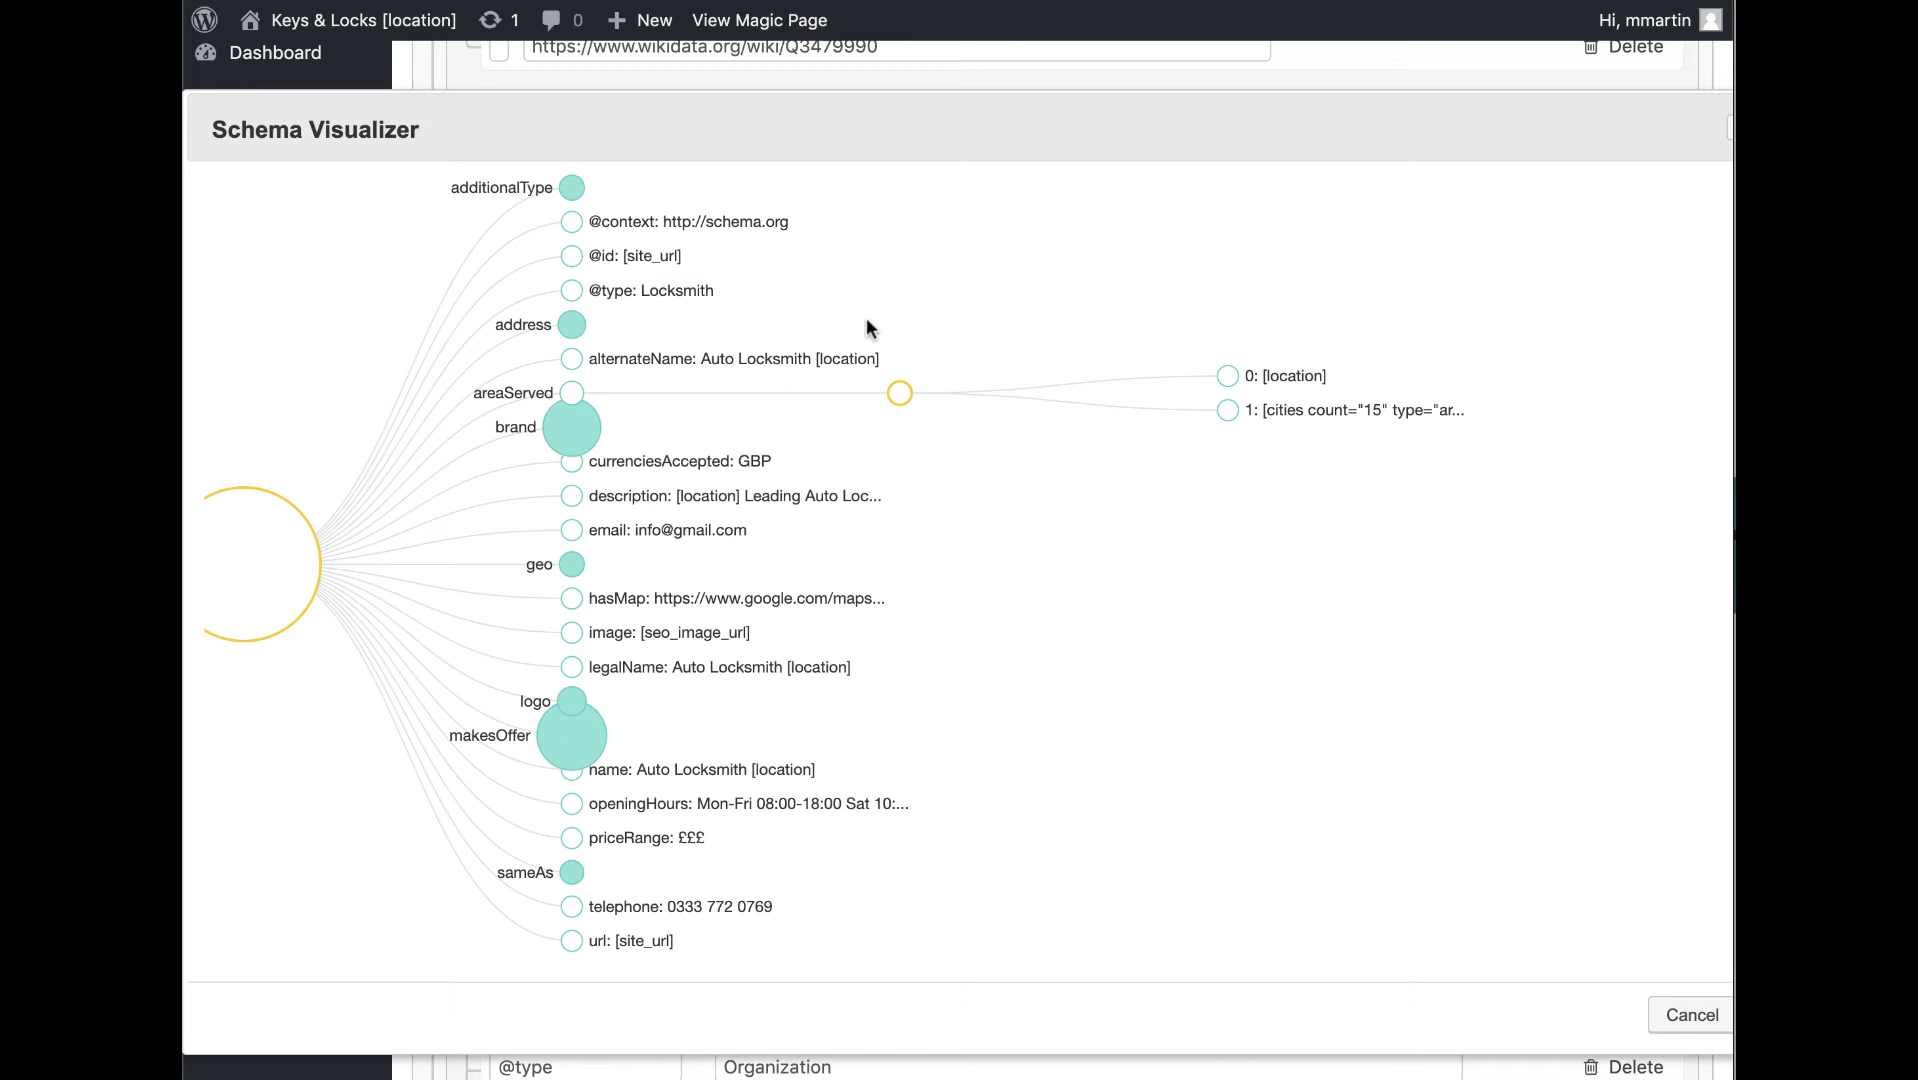 Keys & Locks [location] 1 0 New View Magic Page Hi, mmartin
Dashboard
https://www.wikidata.org/wiki/Q3479990 Delete
Schema Visualizer
additionalType
@context: http://schema.org
@id: [site_url]
@type: Locksmith
address
alternateName: Auto Locksmith [location]
0: [location]
areaServed
1: [cities count="15" type="ar...
brand
currenciesAccepted: GBP
description: [location] Leading Auto Loc...
email: info@gmail.com
geo
hasMap: https://www.google.com/maps...
image: [seo_image_url]
legalName: Auto Locksmith [location]
logo
makesOffer
name: Auto Locksmith [location]
openingHours: Mon-Fri 08:00-18:00 Sat 10:...
priceRange: £££
sameAs
telephone: 0333 772 0769
url: [site_url]
Cancel
@type Organization Delete